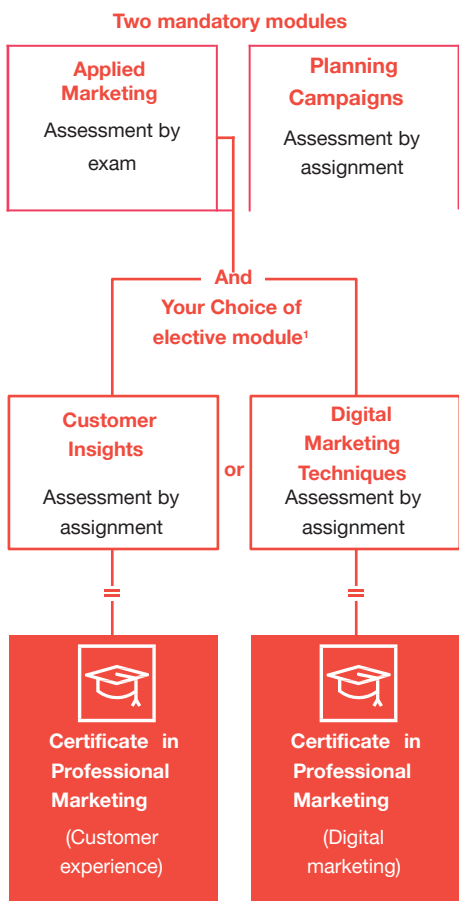 Two mandatory modules
Applied
Marketing
Assessment by
exam
Planning
Campaigns
Assessment by
assignment
And
Your Choice of
elective module¹
Customer
Insights
Assessment by
assignment
or
Digital
Marketing
Techniques
Assessment by
assignment
=
=
Certificate in
Professional
Marketing
(Customer
experience)
Certificate in
Professional
Marketing
(Digital
marketing)